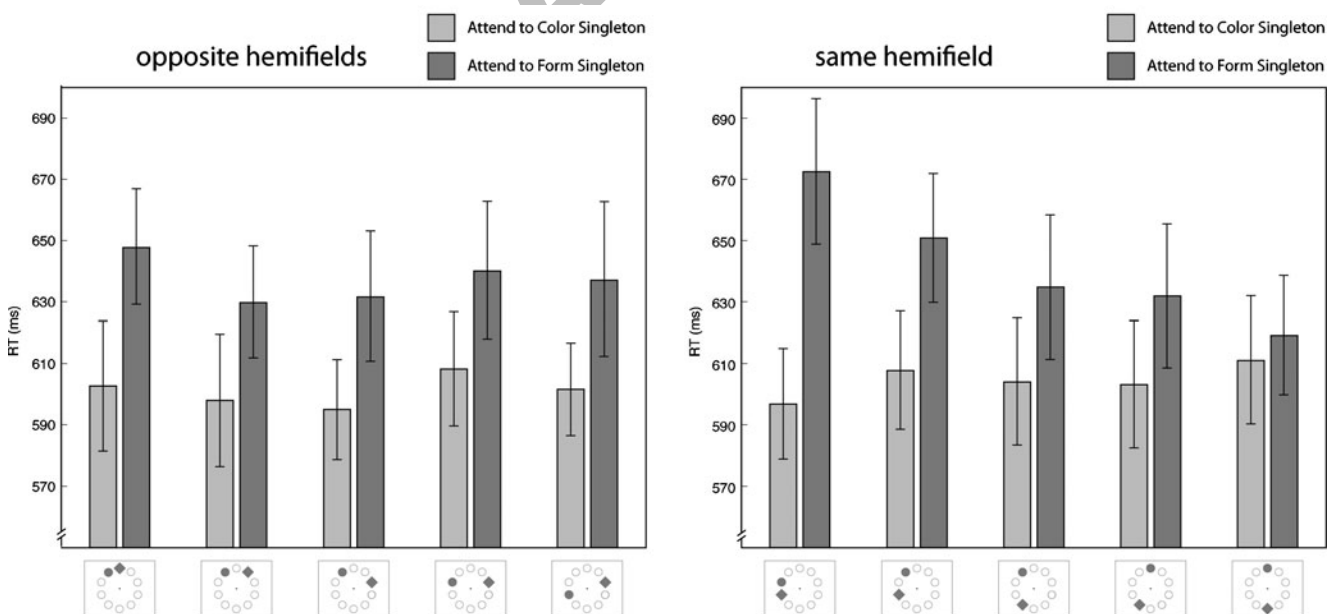 opposite hemifields
Attend to Color Singleton
Attend to Form Singleton
690
670
650
630
610
590
570
RT (ms)
same hemifield
Attend to Color Singleton
Attend to Form Singleton
690
670
650
630
610
590
570
RT (ms)